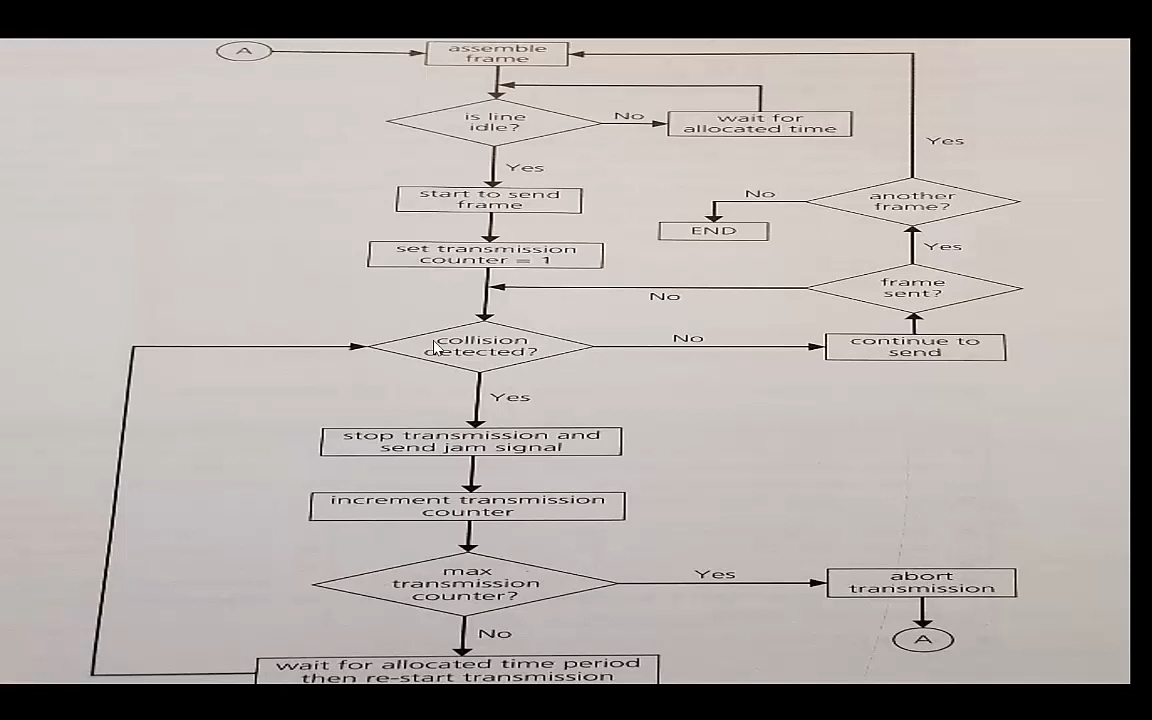 A
assemble
frame
is line
idle?
No
wait for
allocated time
Yes
Yes
start to send
frame
No
another
frame?
END
Yes
set transmission
counter = 1
No
frame
sent?
collision
detected?
No
continue to
send
Yes
stop transmission and
send jam signal
increment transmission
counter
max
transmission
counter?
Yes
abort
transmission
No
A
wait for allocated time period
then re-start transmission